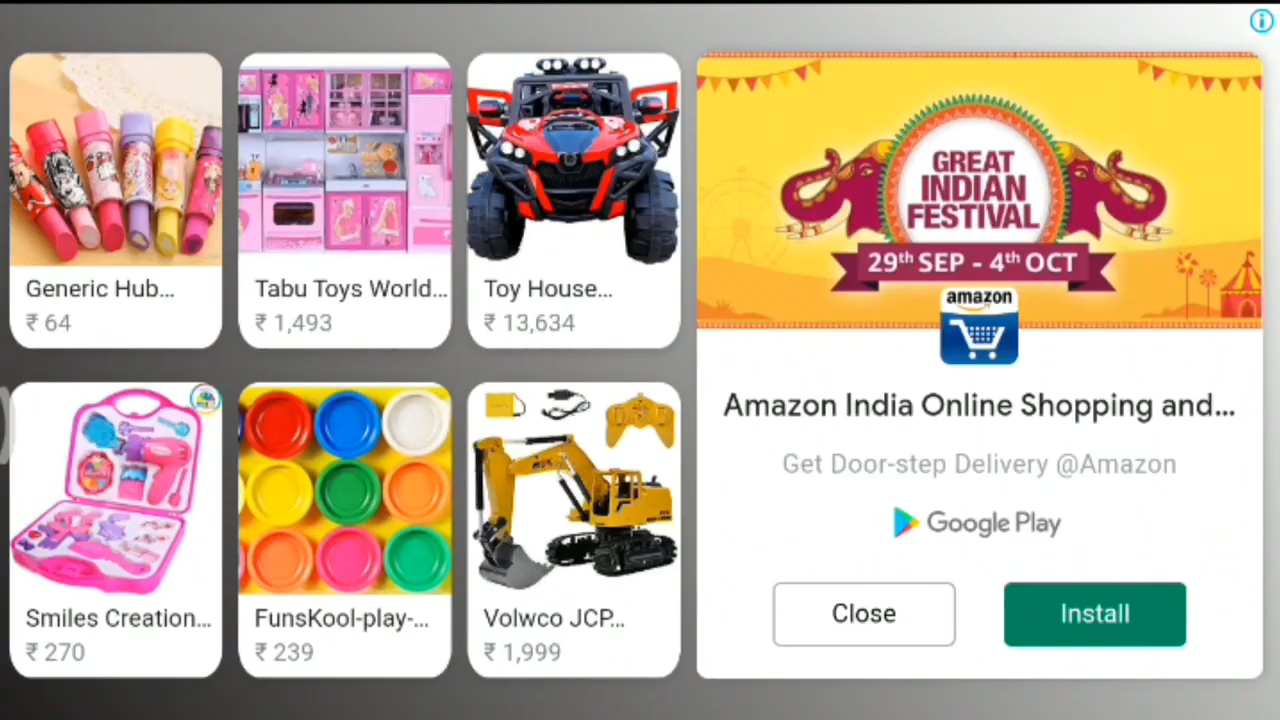 Generic Hub...
₹ 64
Tabu Toys World...
₹ 1,493
Toy House...
₹ 13,634
Smiles Creation...
₹ 270
FunsKool-play-...
₹ 239
Volwco JCP...
₹ 1,999
GREAT
INDIAN
FESTIVAL
29th SEP - 4th OCT
amazon
Amazon India Online Shopping and...
Get Door-step Delivery @Amazon
Google Play
Close
Install